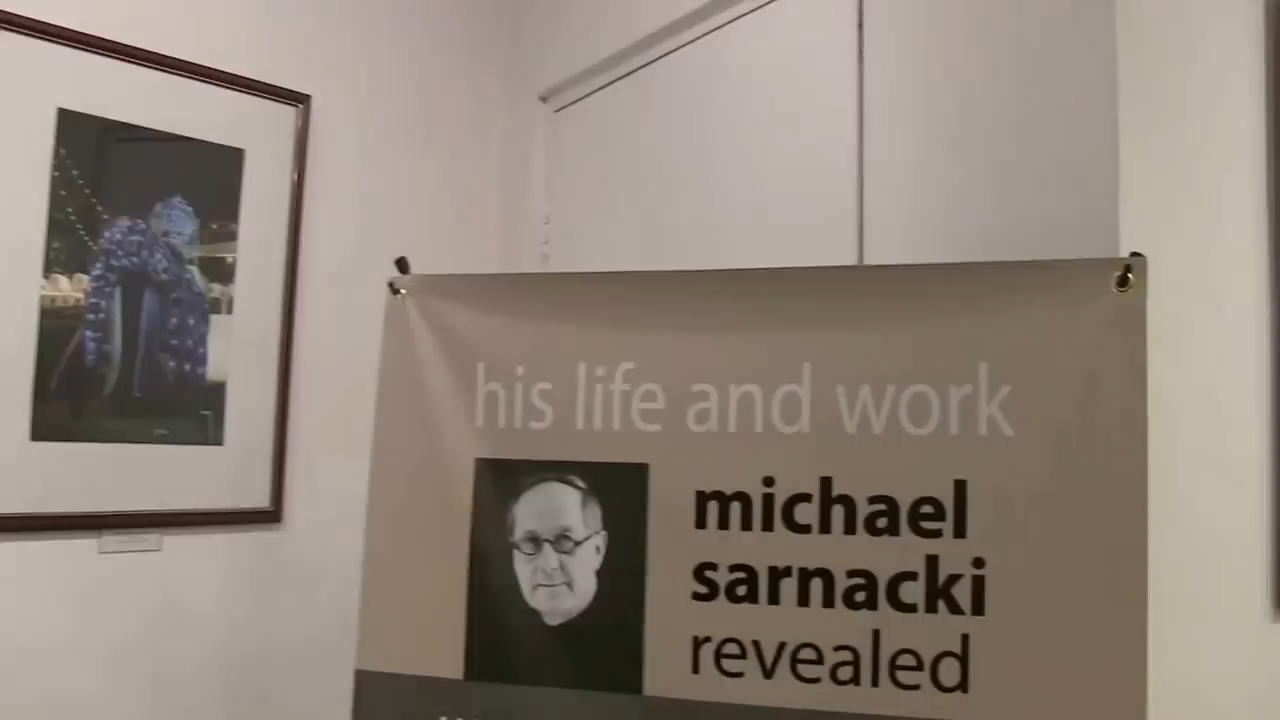 his life and work
michael
sarnacki
revealed